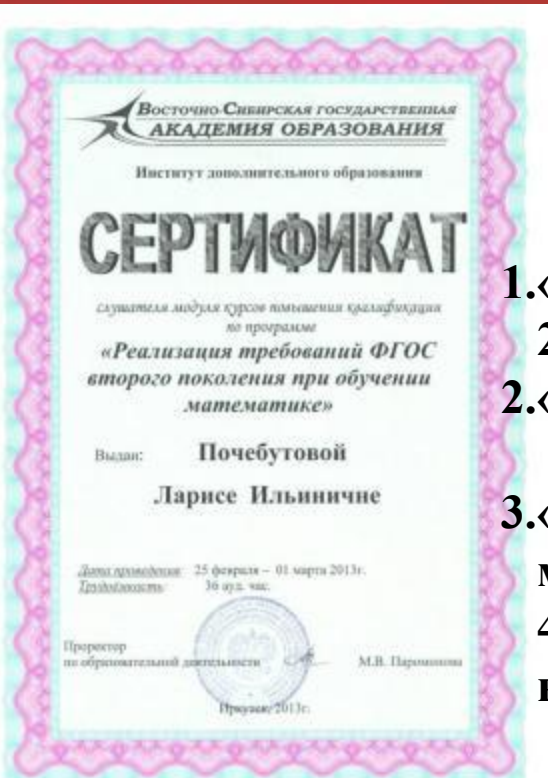 ВОСТОЧНО-СИБИРСКАЯ ГОСУДАРСТВЕННАЯ
АКАДЕМИЯ ОБРАЗОВАНИЯ
Институт дополнительного образования
СЕРТИФИКАТ
слушателя модуля курсов повышения квалификации
по программе
«Реализация требований ФГОС
второго поколения при обучении
математике»
Выдан: Почебутовой
Ларисе Ильиничне
Дата проведения: 25 февраля – 01 марта 2013г.
Трудоёмкость: 36 ауд. час.
Проректор
по образовательной деятельности М.В.
Иркутск, 2013г.
1.«
2
2.«
3.«
м
4